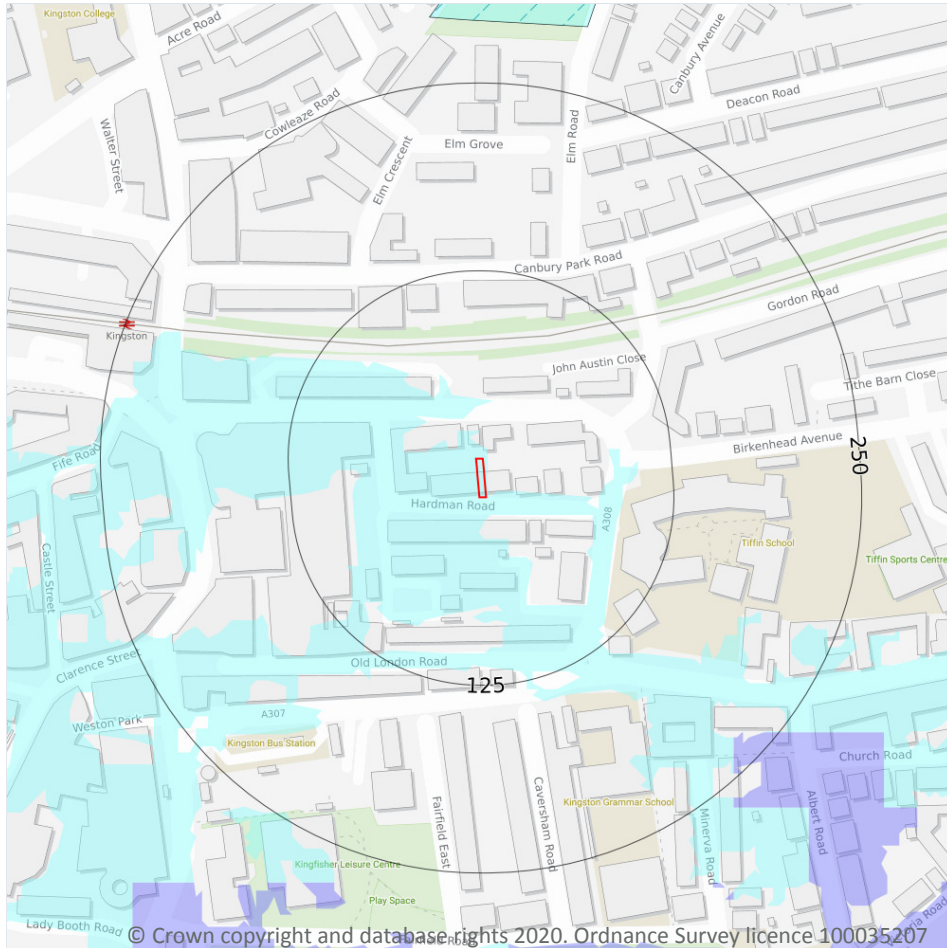 Kingston College
Acre Road
Canbury Avenue
Deacon Road
Cowleaze Road
Walter Street
Elm Grove
Elm Road
Elm Crescent
Canbury Park Road
Gordon Road
Kingston
John Austin Close
Tithe Barn Close
Birkenhead Avenue
250
Fife Road
Hardman Road
A308
Tiffin School
Tiffin Sports Centre
Castle Street
Clarence Street
Old London Road
125
Weston Park
A307
Kingston Bus Station
Church Road
Kingston Grammar School
Albert Road
Minerva Road
Caversham Road
Fairfield East
Kingfisher Leisure Centre
Play Space
Lady Booth Road
© Crown copyright and database rights 2020. Ordnance Survey licence 100035207